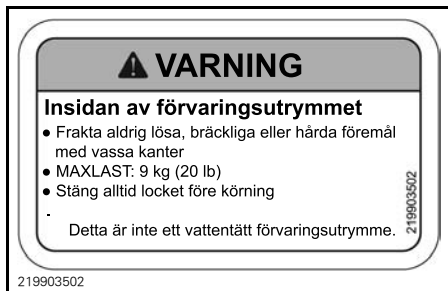 VARNING
Insidan av förvaringsutrymmet
• Frakta aldrig lösa, bräckliga eller hårda föremål
med vassa kanter
• MAXLAST: 9 kg (20 lb)
• Stäng alltid locket före körning
.
Detta är inte ett vattentätt förvaringsutrymme.
219903502
219903502